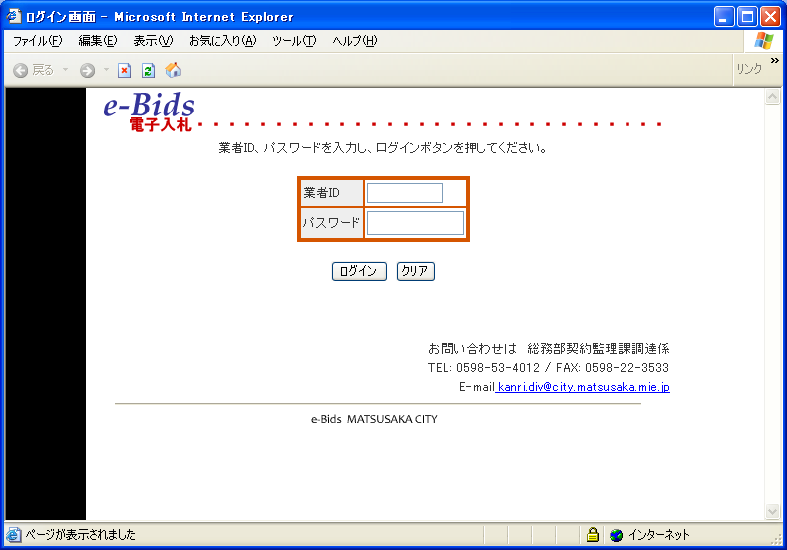 ログイン画面 - Microsoft Internet Explorer
ファイル(F) 編集(E) 表示(V) お気に入り(A) ツール(T) ヘルプ(H)
戻る リンク »
e-Bids
電子入札
業者ID、パスワードを入力し、ログインボタンを押してください。
業者ID
パスワード
ログイン クリア
お問い合わせは 総務部契約監理課調達係
TEL: 0598-53-4012 / FAX: 0598-22-3533
E-mail kanri.div@city.matsusaka.mie.jp
e-Bids MATSUSAKA CITY
ページが表示されました インターネット